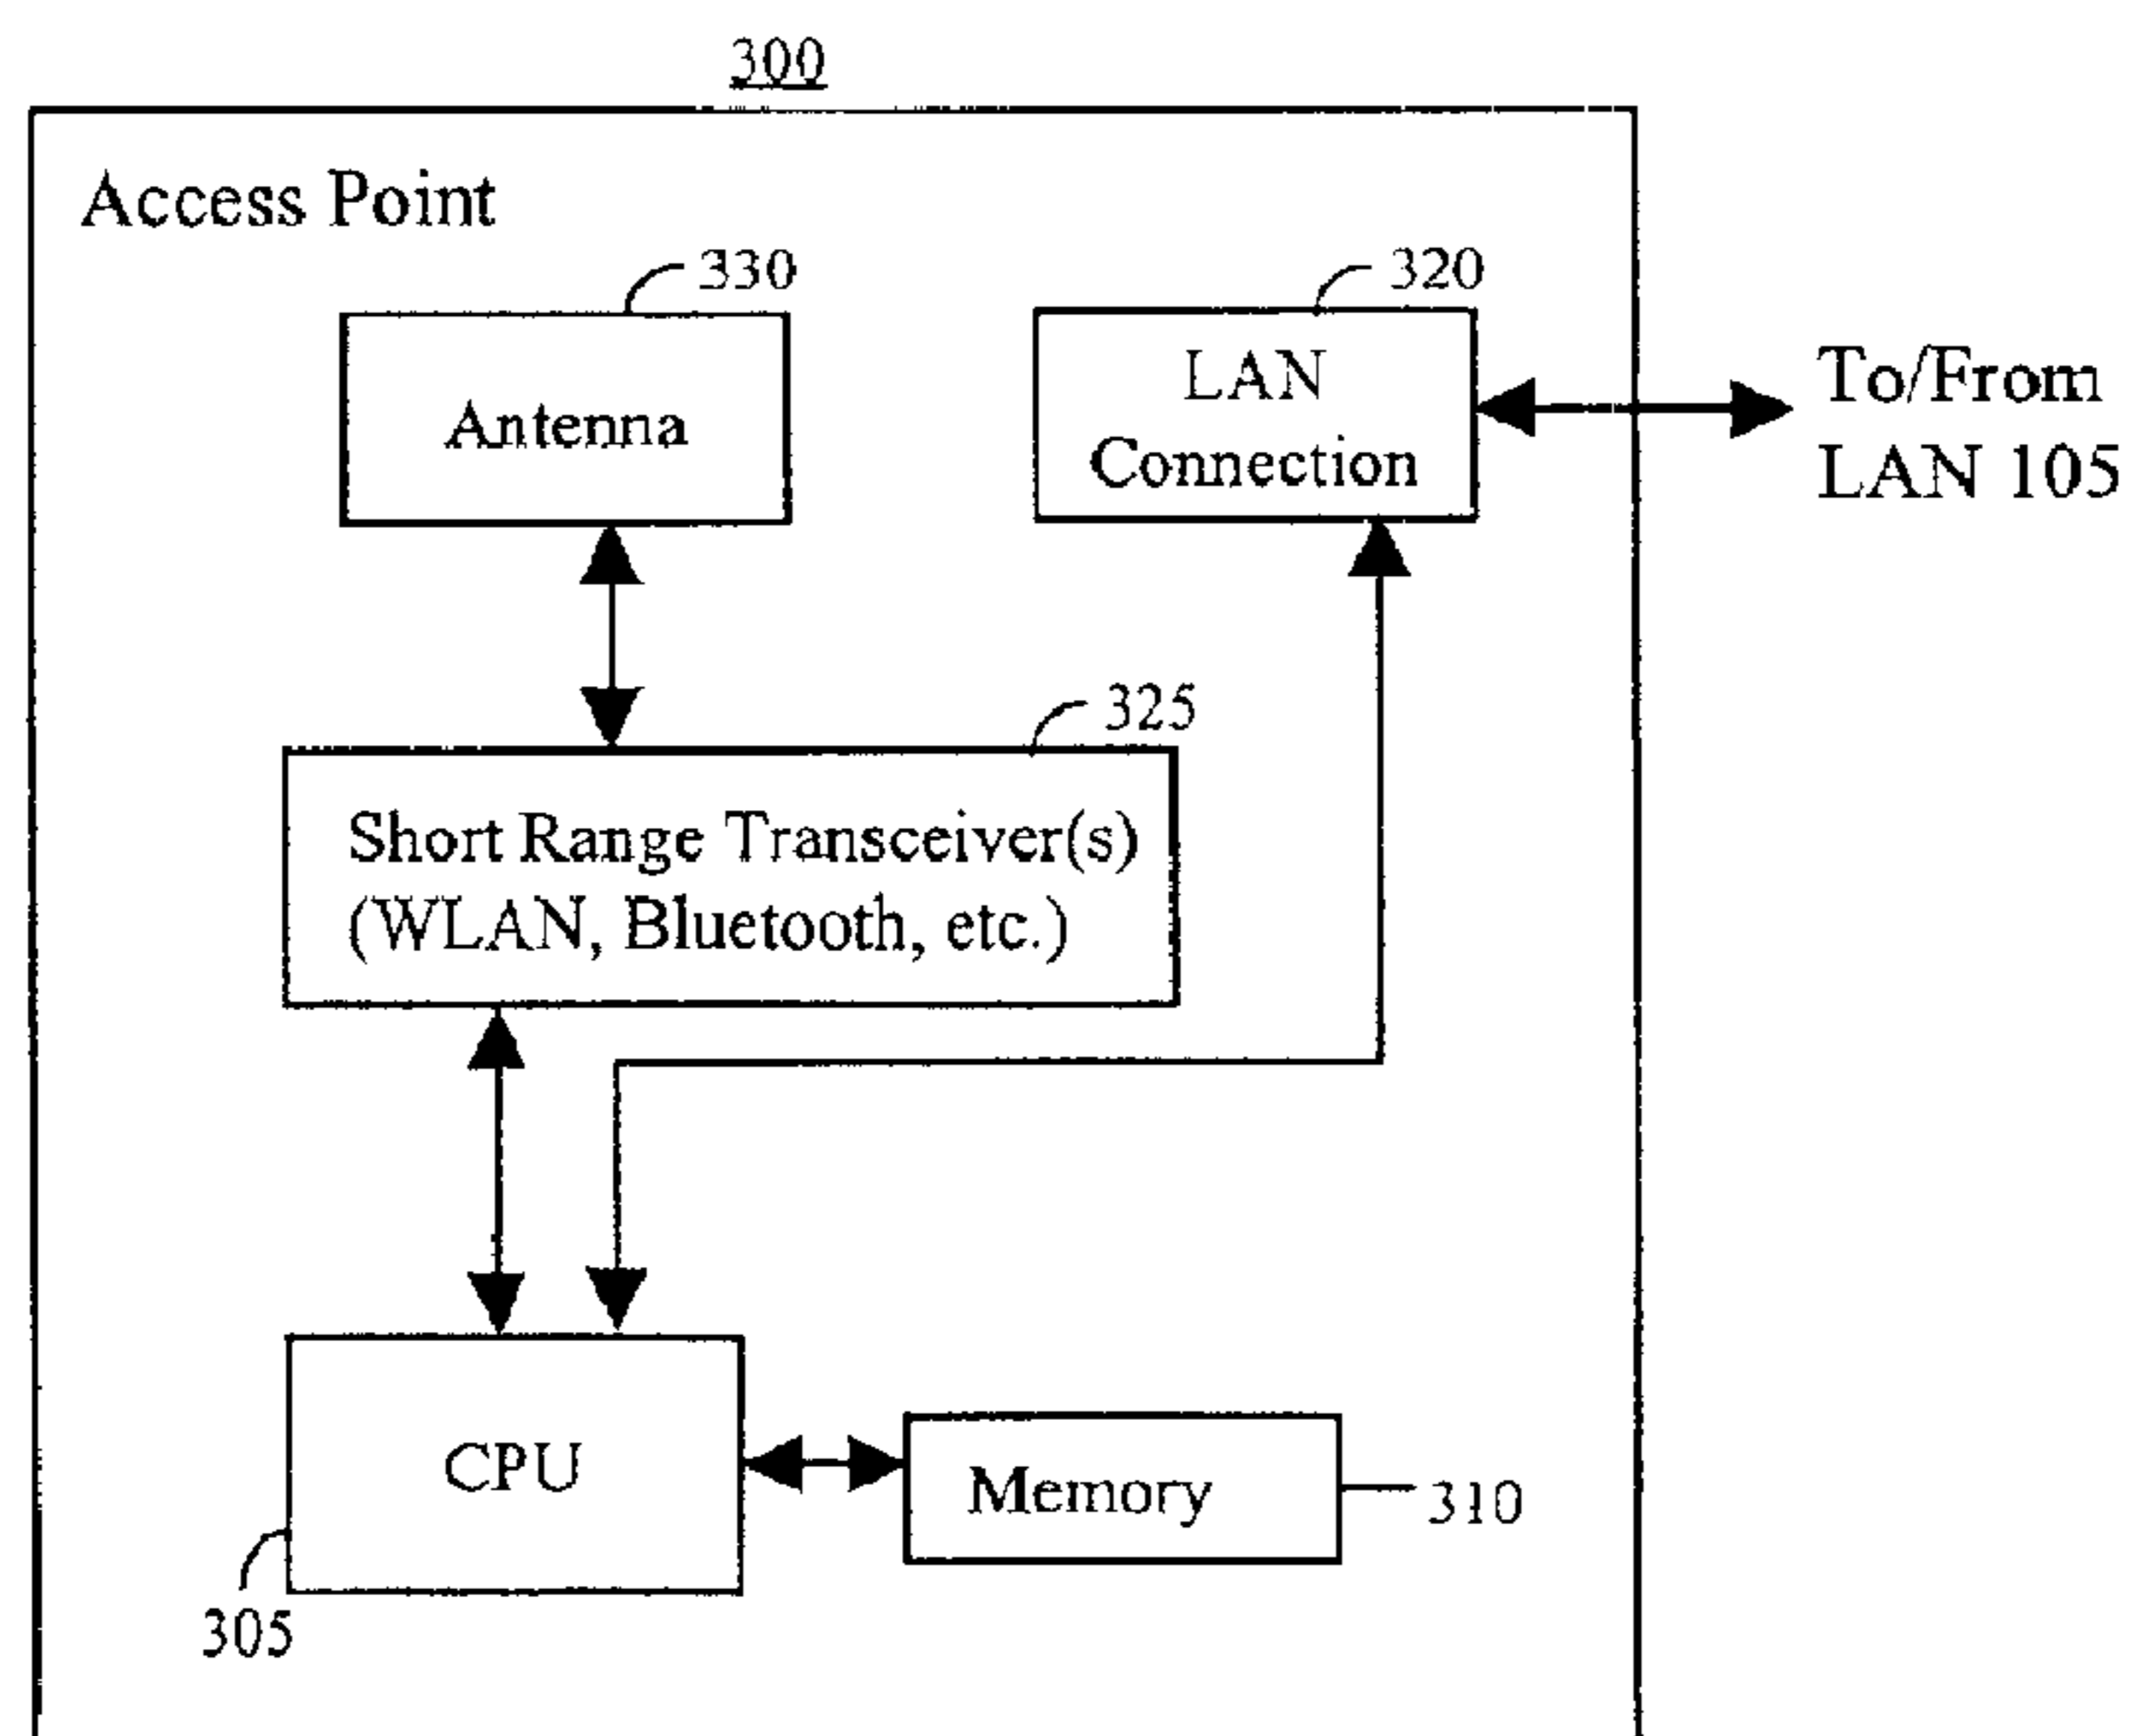 300
Access Point
330
320
Antenna
LAN
Connection
To/From
LAN 105
325
Short Range Transceiver(s)
(WLAN, Bluetooth, etc.)
CPU
Memory
310
305